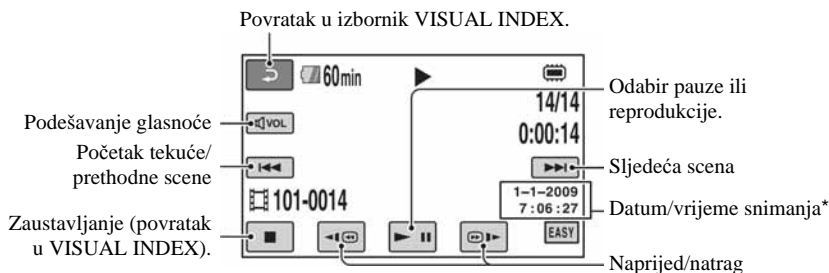 Povratak u izbornik VISUAL INDEX.
60min
14/14
0:00:14
Odabir pauze ili
reprodukcije.
Podešavanje glasnoće
VOL
Početak tekuće/
prethodne scene
Sljedeća scena
101-0014
1-1-2009
7:06:27
Datum/vrijeme snimanja*
Zaustavljanje (povratak
u VISUAL INDEX).
EASY
Naprijed/natrag